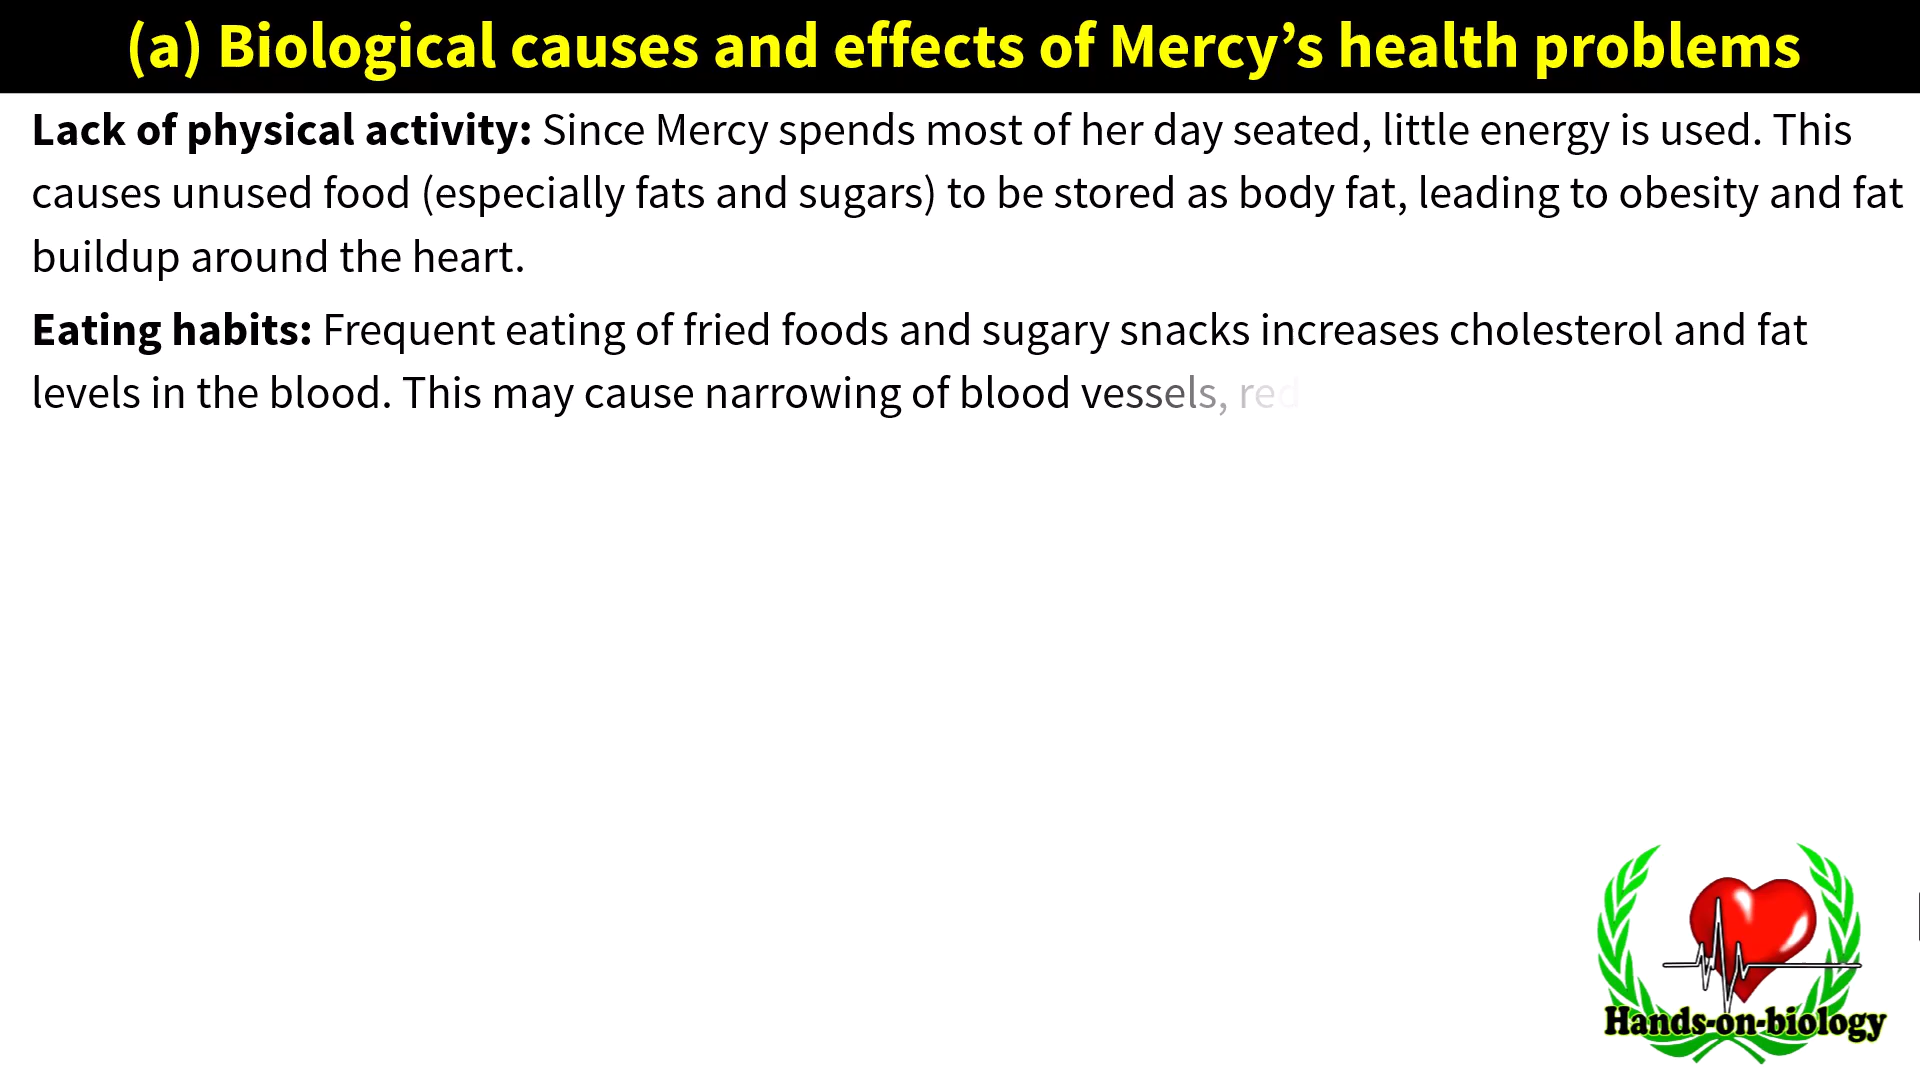 (a) Biological causes and effects of Mercy’s health problems
Lack of physical activity: Since Mercy spends most of her day seated, little energy is used. This
causes unused food (especially fats and sugars) to be stored as body fat, leading to obesity and fat
buildup around the heart.
Eating habits: Frequent eating of fried foods and sugary snacks increases cholesterol and fat
levels in the blood. This may cause narrowing of blood vessels, red
Hands-on-biology